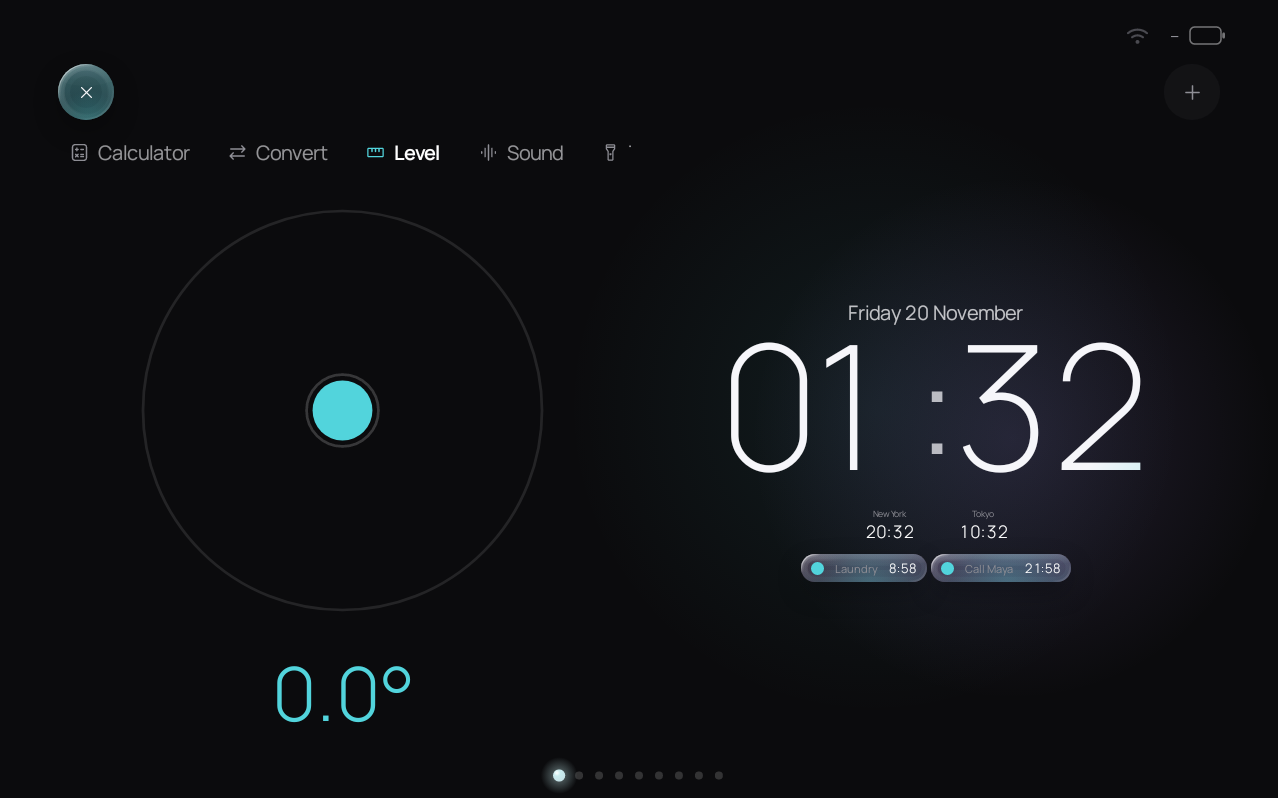 –
Calculator
Convert
Level
Sound
Friday 20 November
01:32
New York
Tokyo
20:32
10:32
Laundry 8:58
Call Maya 21:58
0.0°